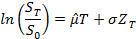 ln(S_T/S_0) = μ̂T + σZ_T